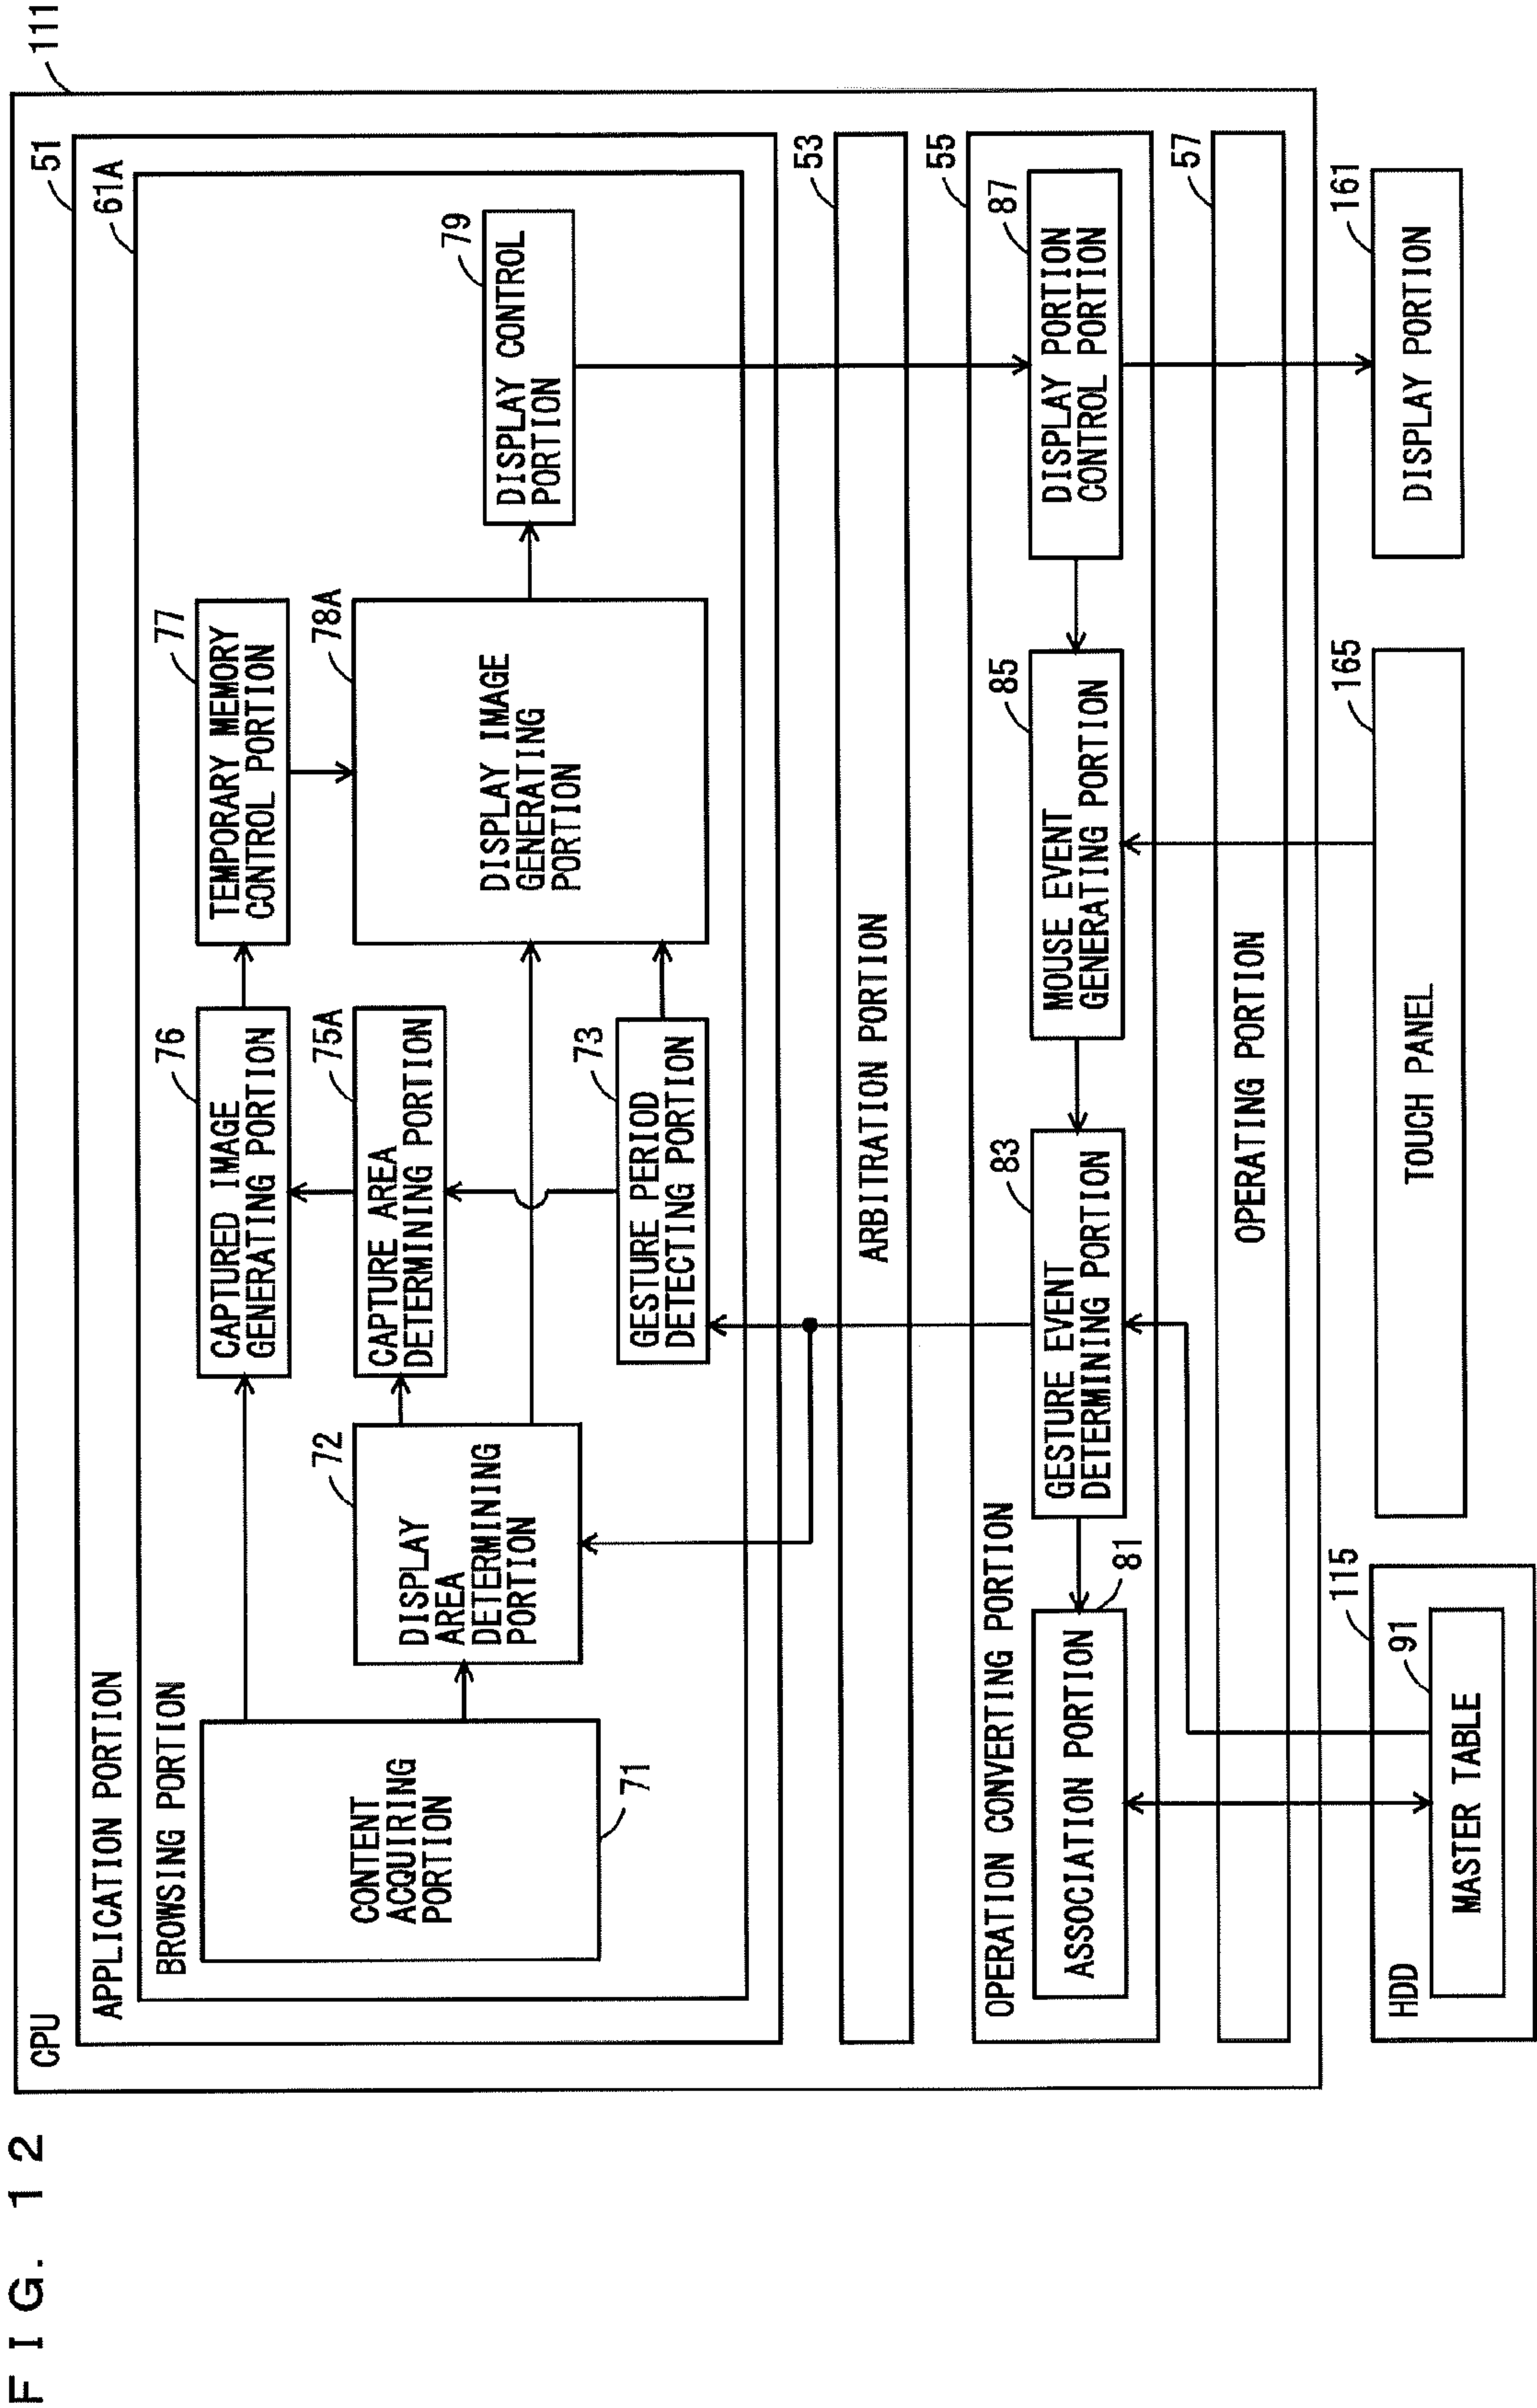 FIG. 12
CPU
111
APPLICATION PORTION
51
BROWSING PORTION
61A
CONTENT
ACQUIRING
PORTION
71
DISPLAY
AREA
DETERMINING
PORTION
72
CAPTURED IMAGE
GENERATING PORTION
76
CAPTURE AREA
DETERMINING PORTION
75A
GESTURE PERIOD
DETECTING PORTION
73
TEMPORARY MEMORY
CONTROL PORTION
77
DISPLAY IMAGE
GENERATING
PORTION
78A
DISPLAY CONTROL
PORTION
79
ARBITRATION PORTION
53
OPERATION CONVERTING PORTION
55
ASSOCIATION PORTION
81
GESTURE EVENT
DETERMINING PORTION
83
MOUSE EVENT
GENERATING PORTION
85
DISPLAY PORTION
CONTROL PORTION
87
OPERATING PORTION
57
HDD
115
MASTER TABLE
91
TOUCH PANEL
165
DISPLAY PORTION
161